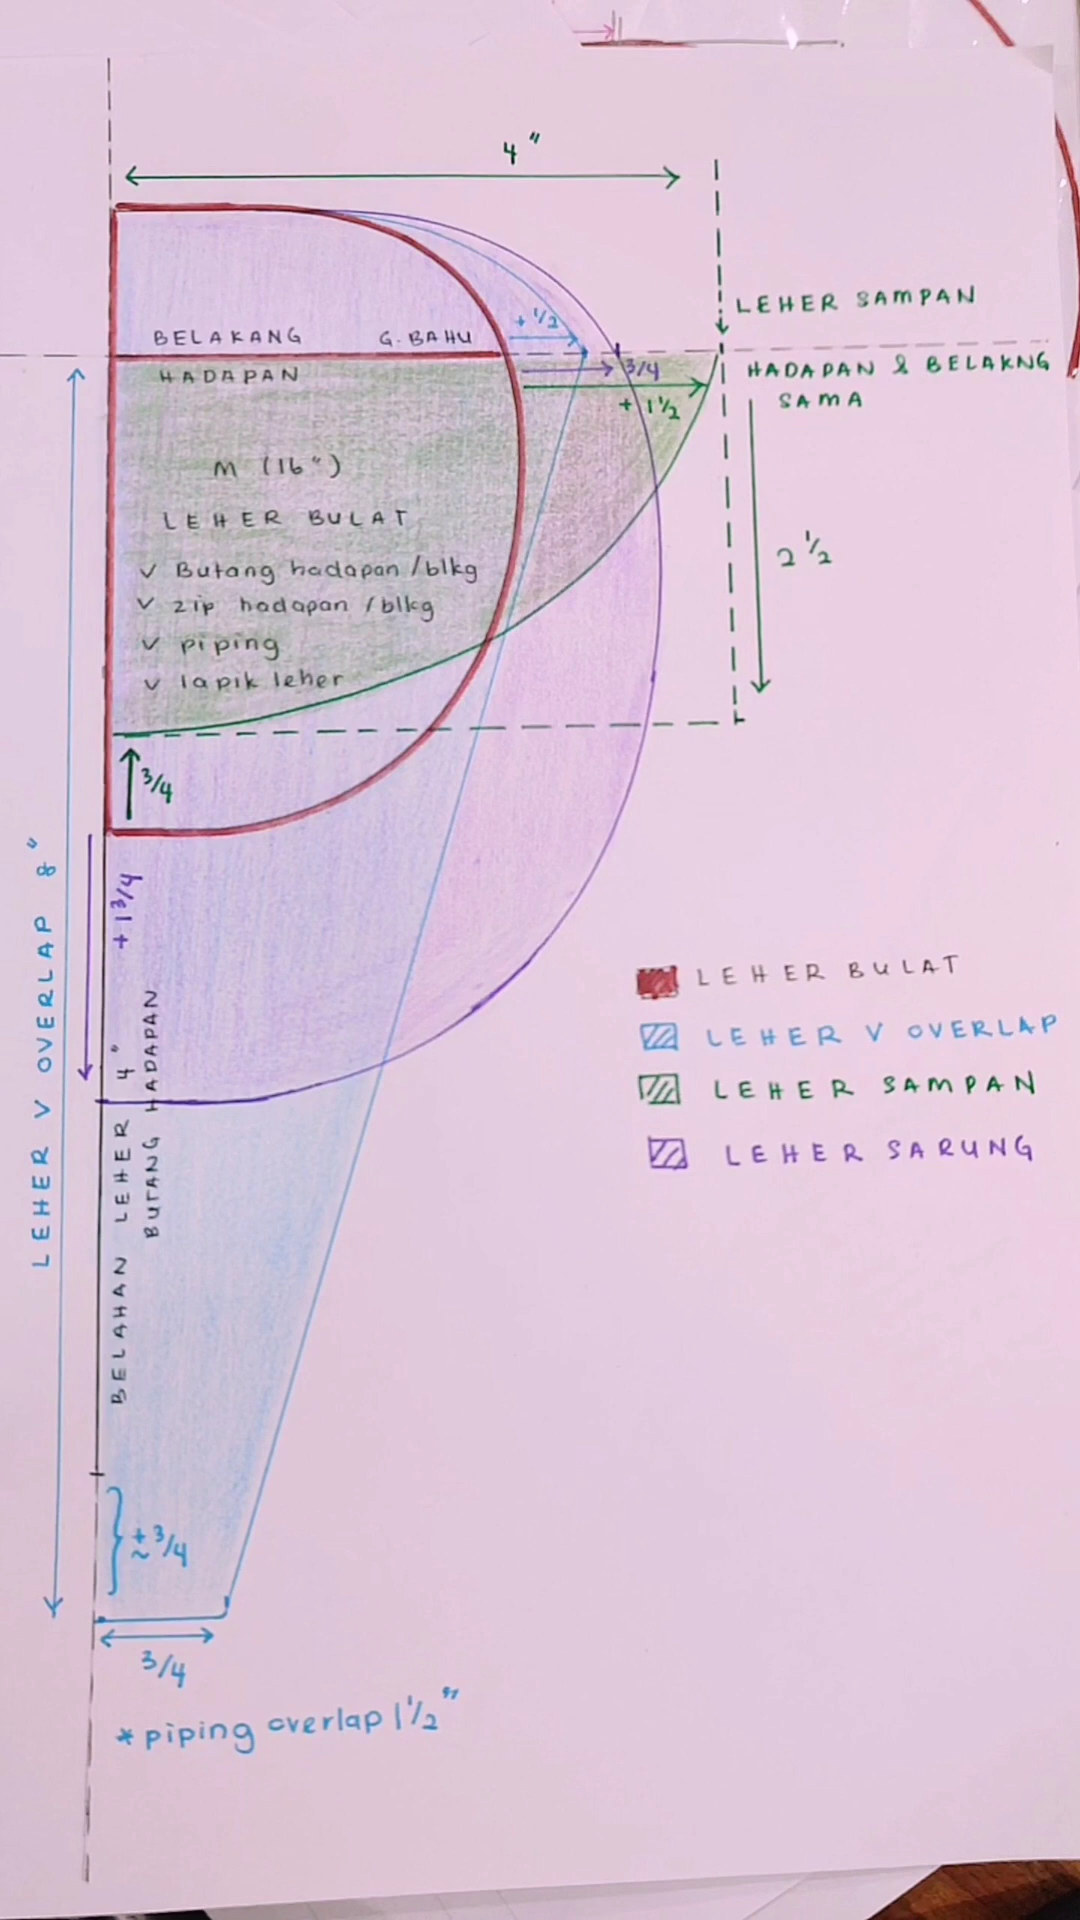 4"
LEHER SAMPAN
+ 1/2
BELAKANG G. BAHU
HADAPAN
3/4
+ 1 1/2
HADAPAN & BELAKNG
SAMA
M (16")
LEHER BULAT
2 1/2
✓ Butang hadapan /blkg
✓ zip hadapan /blkg
✓ piping
✓ lapik leher
3/4
+ 1 3/4
LEHER V OVERLAP 8"
BELAHAN LEHER 4"
BUTANG HADAPAN
LEHER BULAT
LEHER V OVERLAP
LEHER SAMPAN
LEHER SARUNG
± 3/4
3/4
* piping overlap 1 1/2"